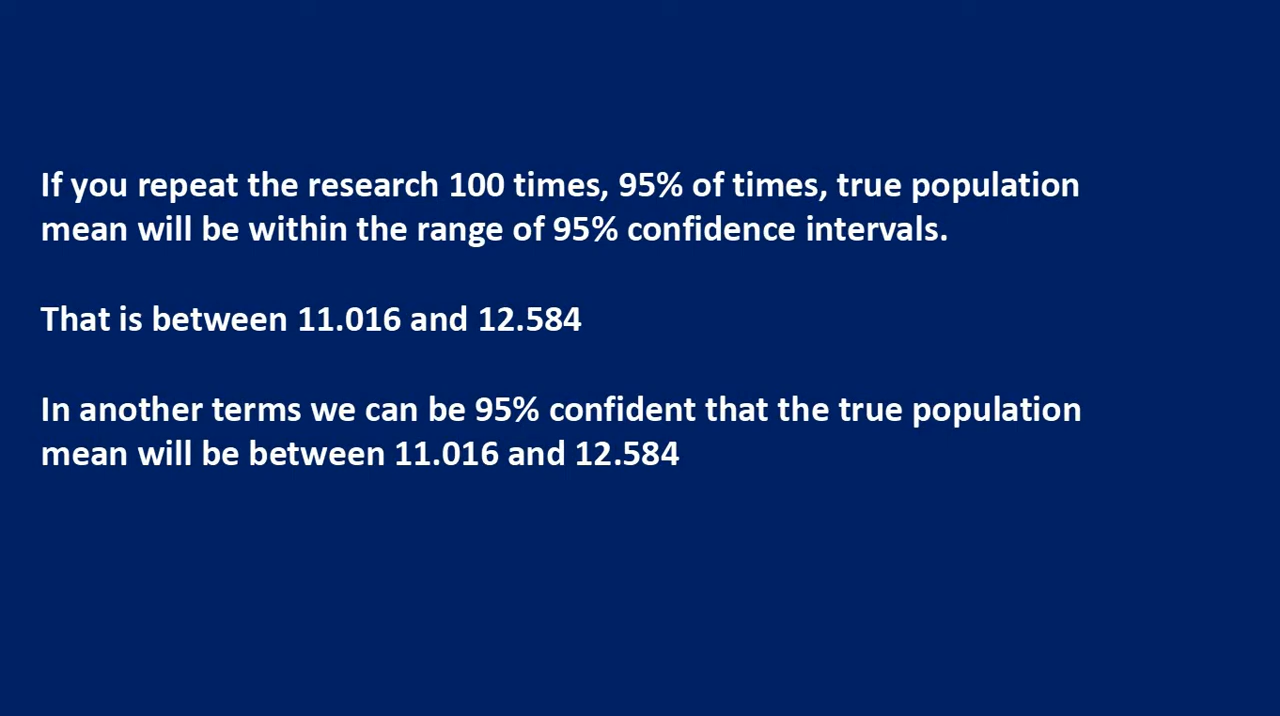 If you repeat the research 100 times, 95% of times, true population
mean will be within the range of 95% confidence intervals.
That is between 11.016 and 12.584
In another terms we can be 95% confident that the true population
mean will be between 11.016 and 12.584